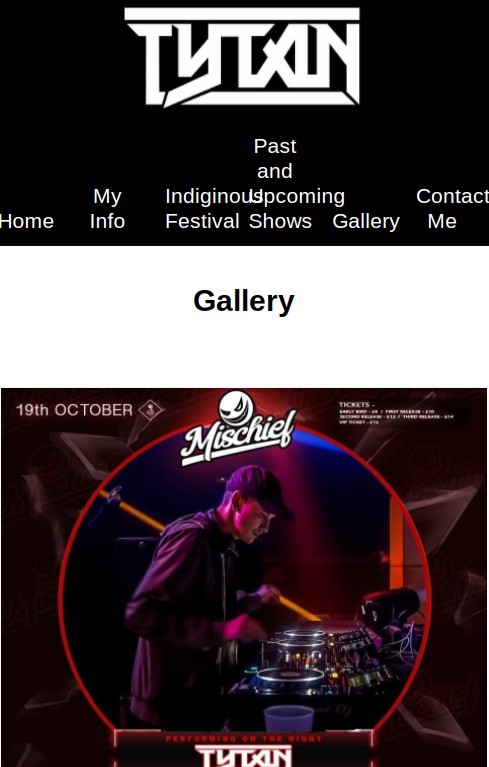 TYTAN
Past
and
My Indiginous Upcoming Contact
Home Info Festival Shows Gallery Me
Gallery
19th OCTOBER
Mischief
TICKETS -
EARLY BIRD - £8 / FIRST RELEASE - £10
SECOND RELEASE - £12 / THIRD RELEASE - £14
VIP TICKET - £16
PERFORMING ON THE NIGHT
TYTAN